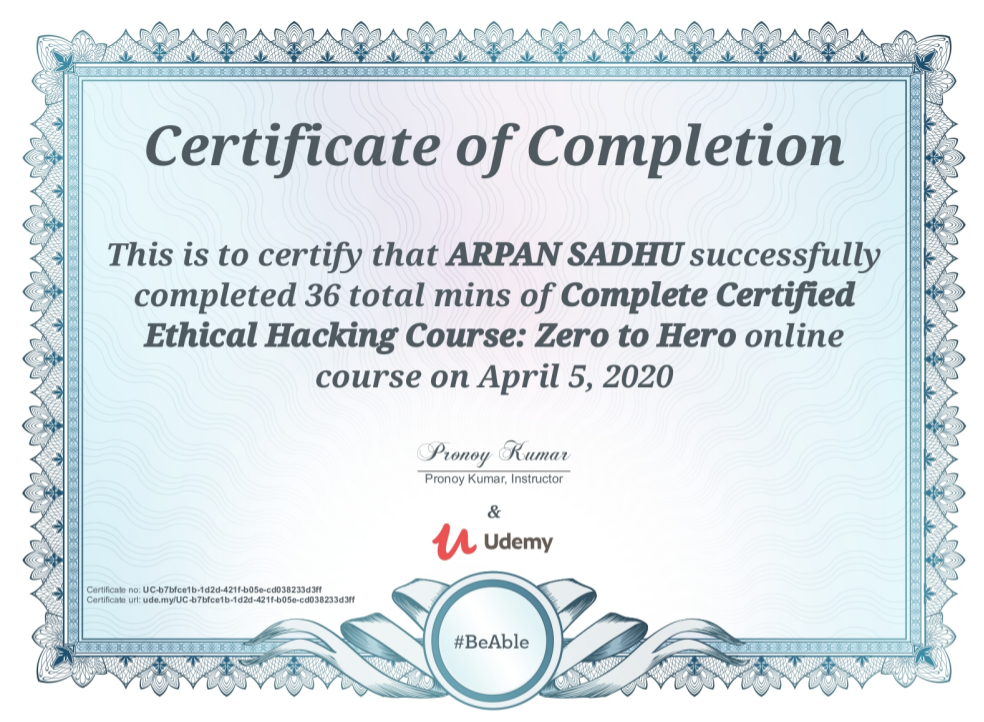 Certificate of Completion
This is to certify that ARPAN SADHU successfully
completed 36 total mins of Complete Certified
Ethical Hacking Course: Zero to Hero online
course on April 5, 2020
Pronoy Kumar
Pronoy Kumar, Instructor
&
Udemy
Certificate no: UC-b7bfce1b-1d2d-421f-b05e-cd038233d3ff
Certificate url: ude.my/UC-b7bfce1b-1d2d-421f-b05e-cd038233d3ff
#BeAble